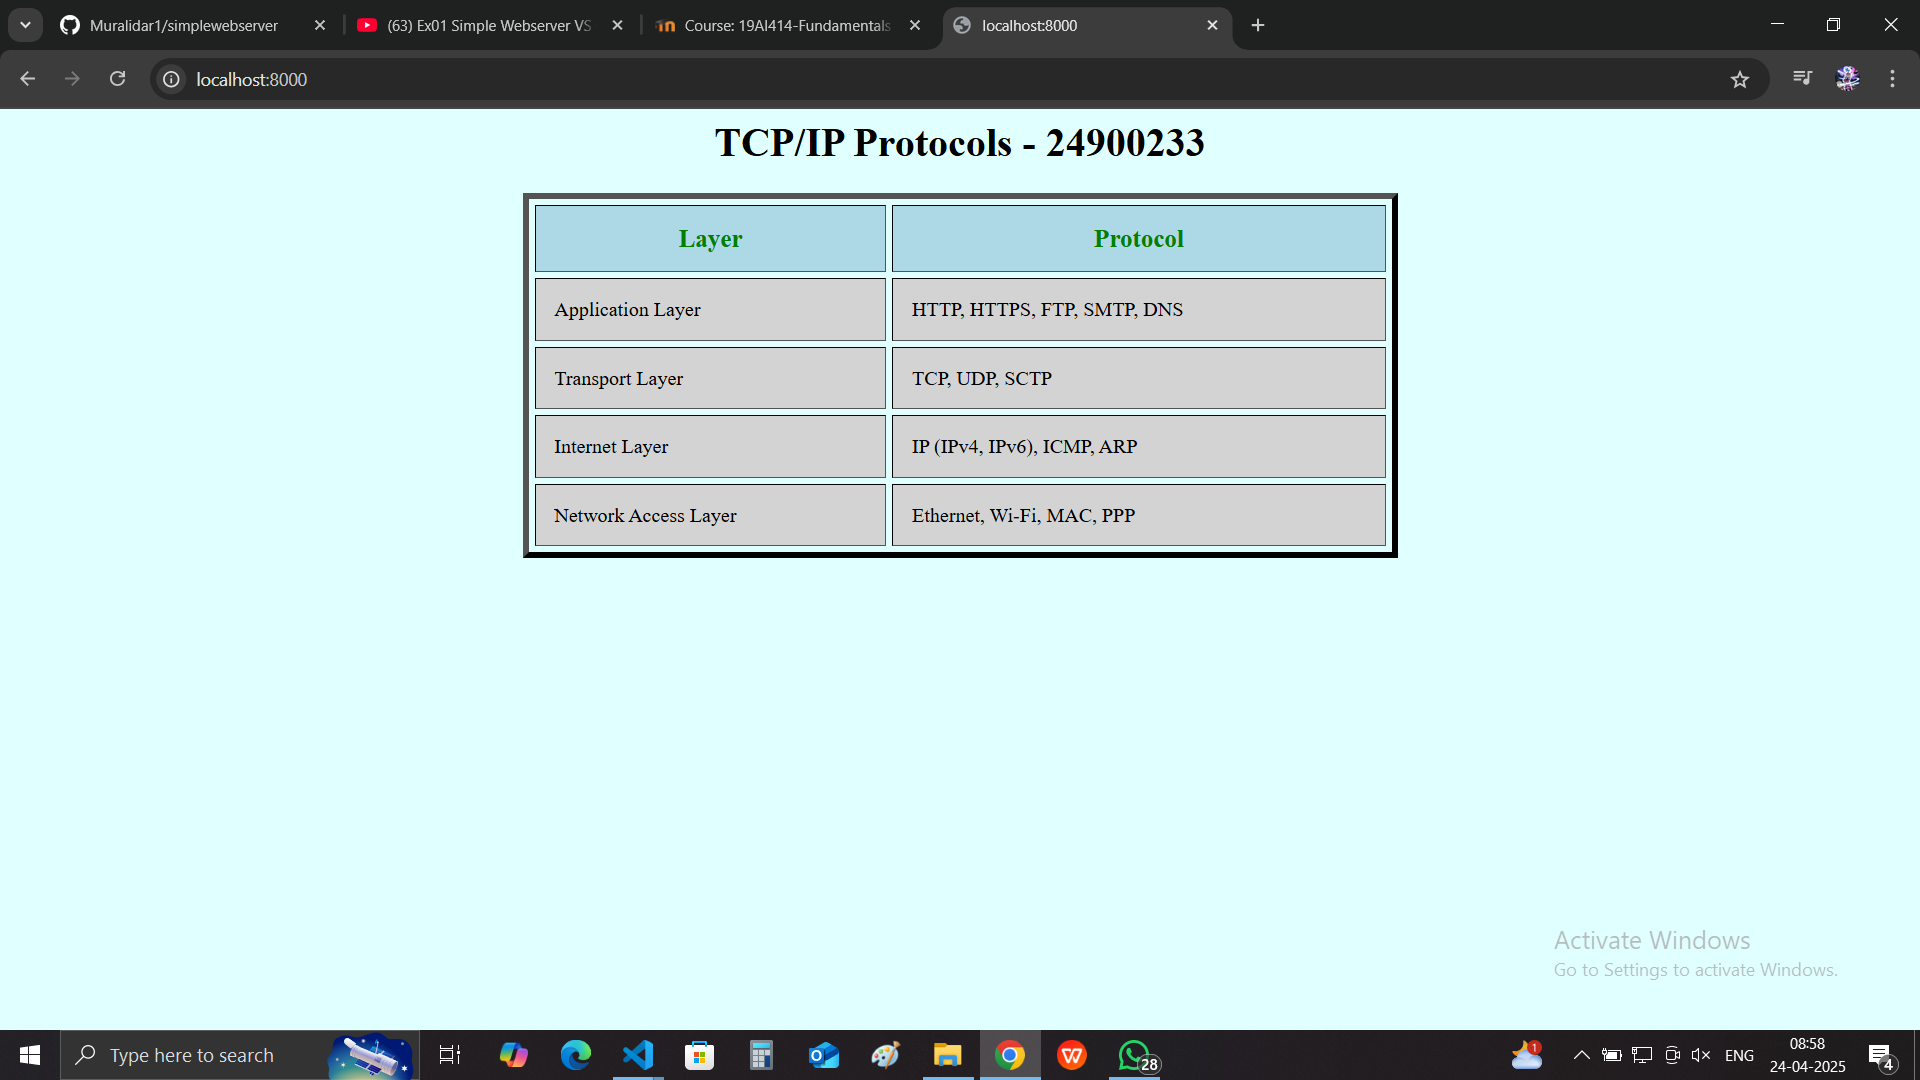 Muralidar1/simplewebserver
(63) Ex01 Simple Webserver VS
Course: 19AI414-Fundamentals
localhost:8000
localhost:8000
TCP/IP Protocols - 24900233
Layer Protocol
Application Layer HTTP, HTTPS, FTP, SMTP, DNS
Transport Layer TCP, UDP, SCTP
Internet Layer IP (IPv4, IPv6), ICMP, ARP
Network Access Layer Ethernet, Wi-Fi, MAC, PPP
Activate Windows
Go to Settings to activate Windows.
Type here to search
28
1
ENG
08:58
24-04-2025
4